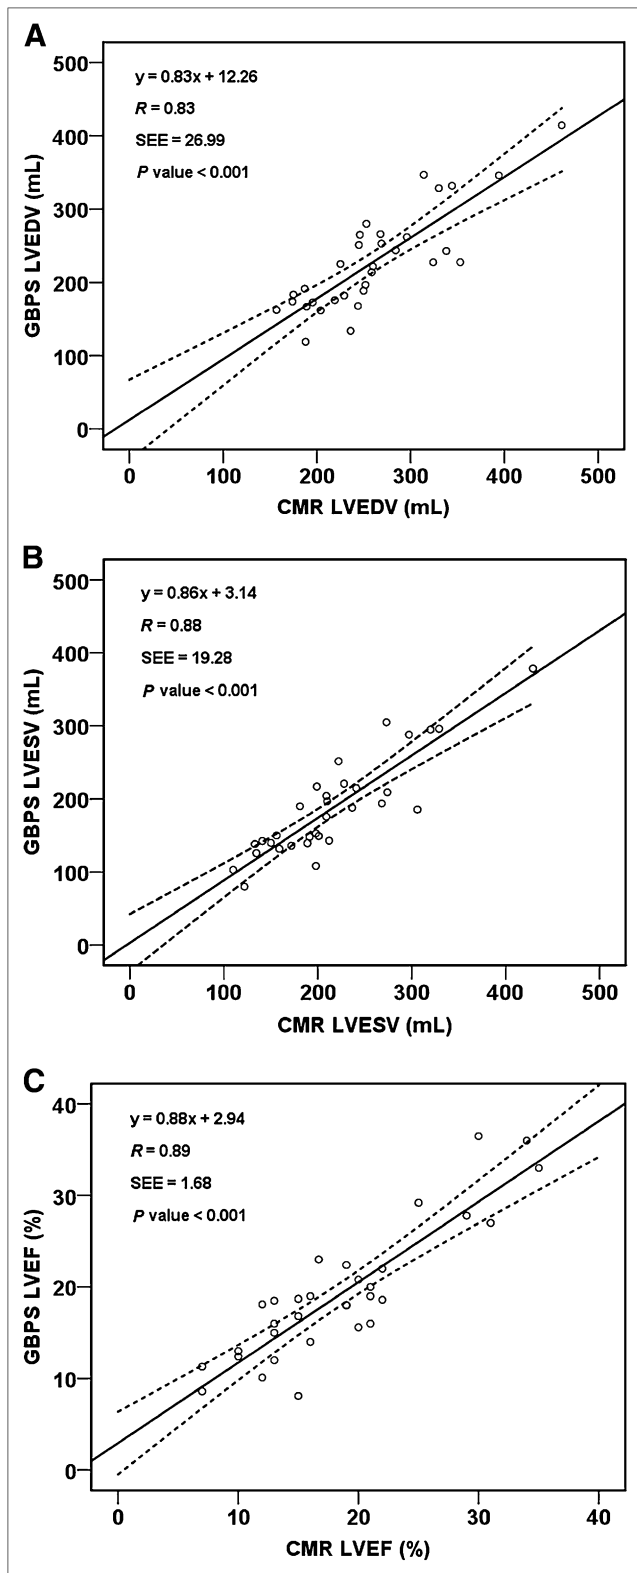 A
y = 0.83x + 12.26
R = 0.83
SEE = 26.99
P value < 0.001
500
400
300
200
100
0
GBPS LVEDV (mL)
0 100 200 300 400 500
CMR LVEDV (mL)
B
y = 0.86x + 3.14
R = 0.88
SEE = 19.28
P value < 0.001
500
400
300
200
100
0
GBPS LVESV (mL)
0 100 200 300 400 500
CMR LVESV (mL)
C
y = 0.88x + 2.94
R = 0.89
SEE = 1.68
P value < 0.001
40
30
20
10
0
GBPS LVEF (%)
0 10 20 30 40
CMR LVEF (%)